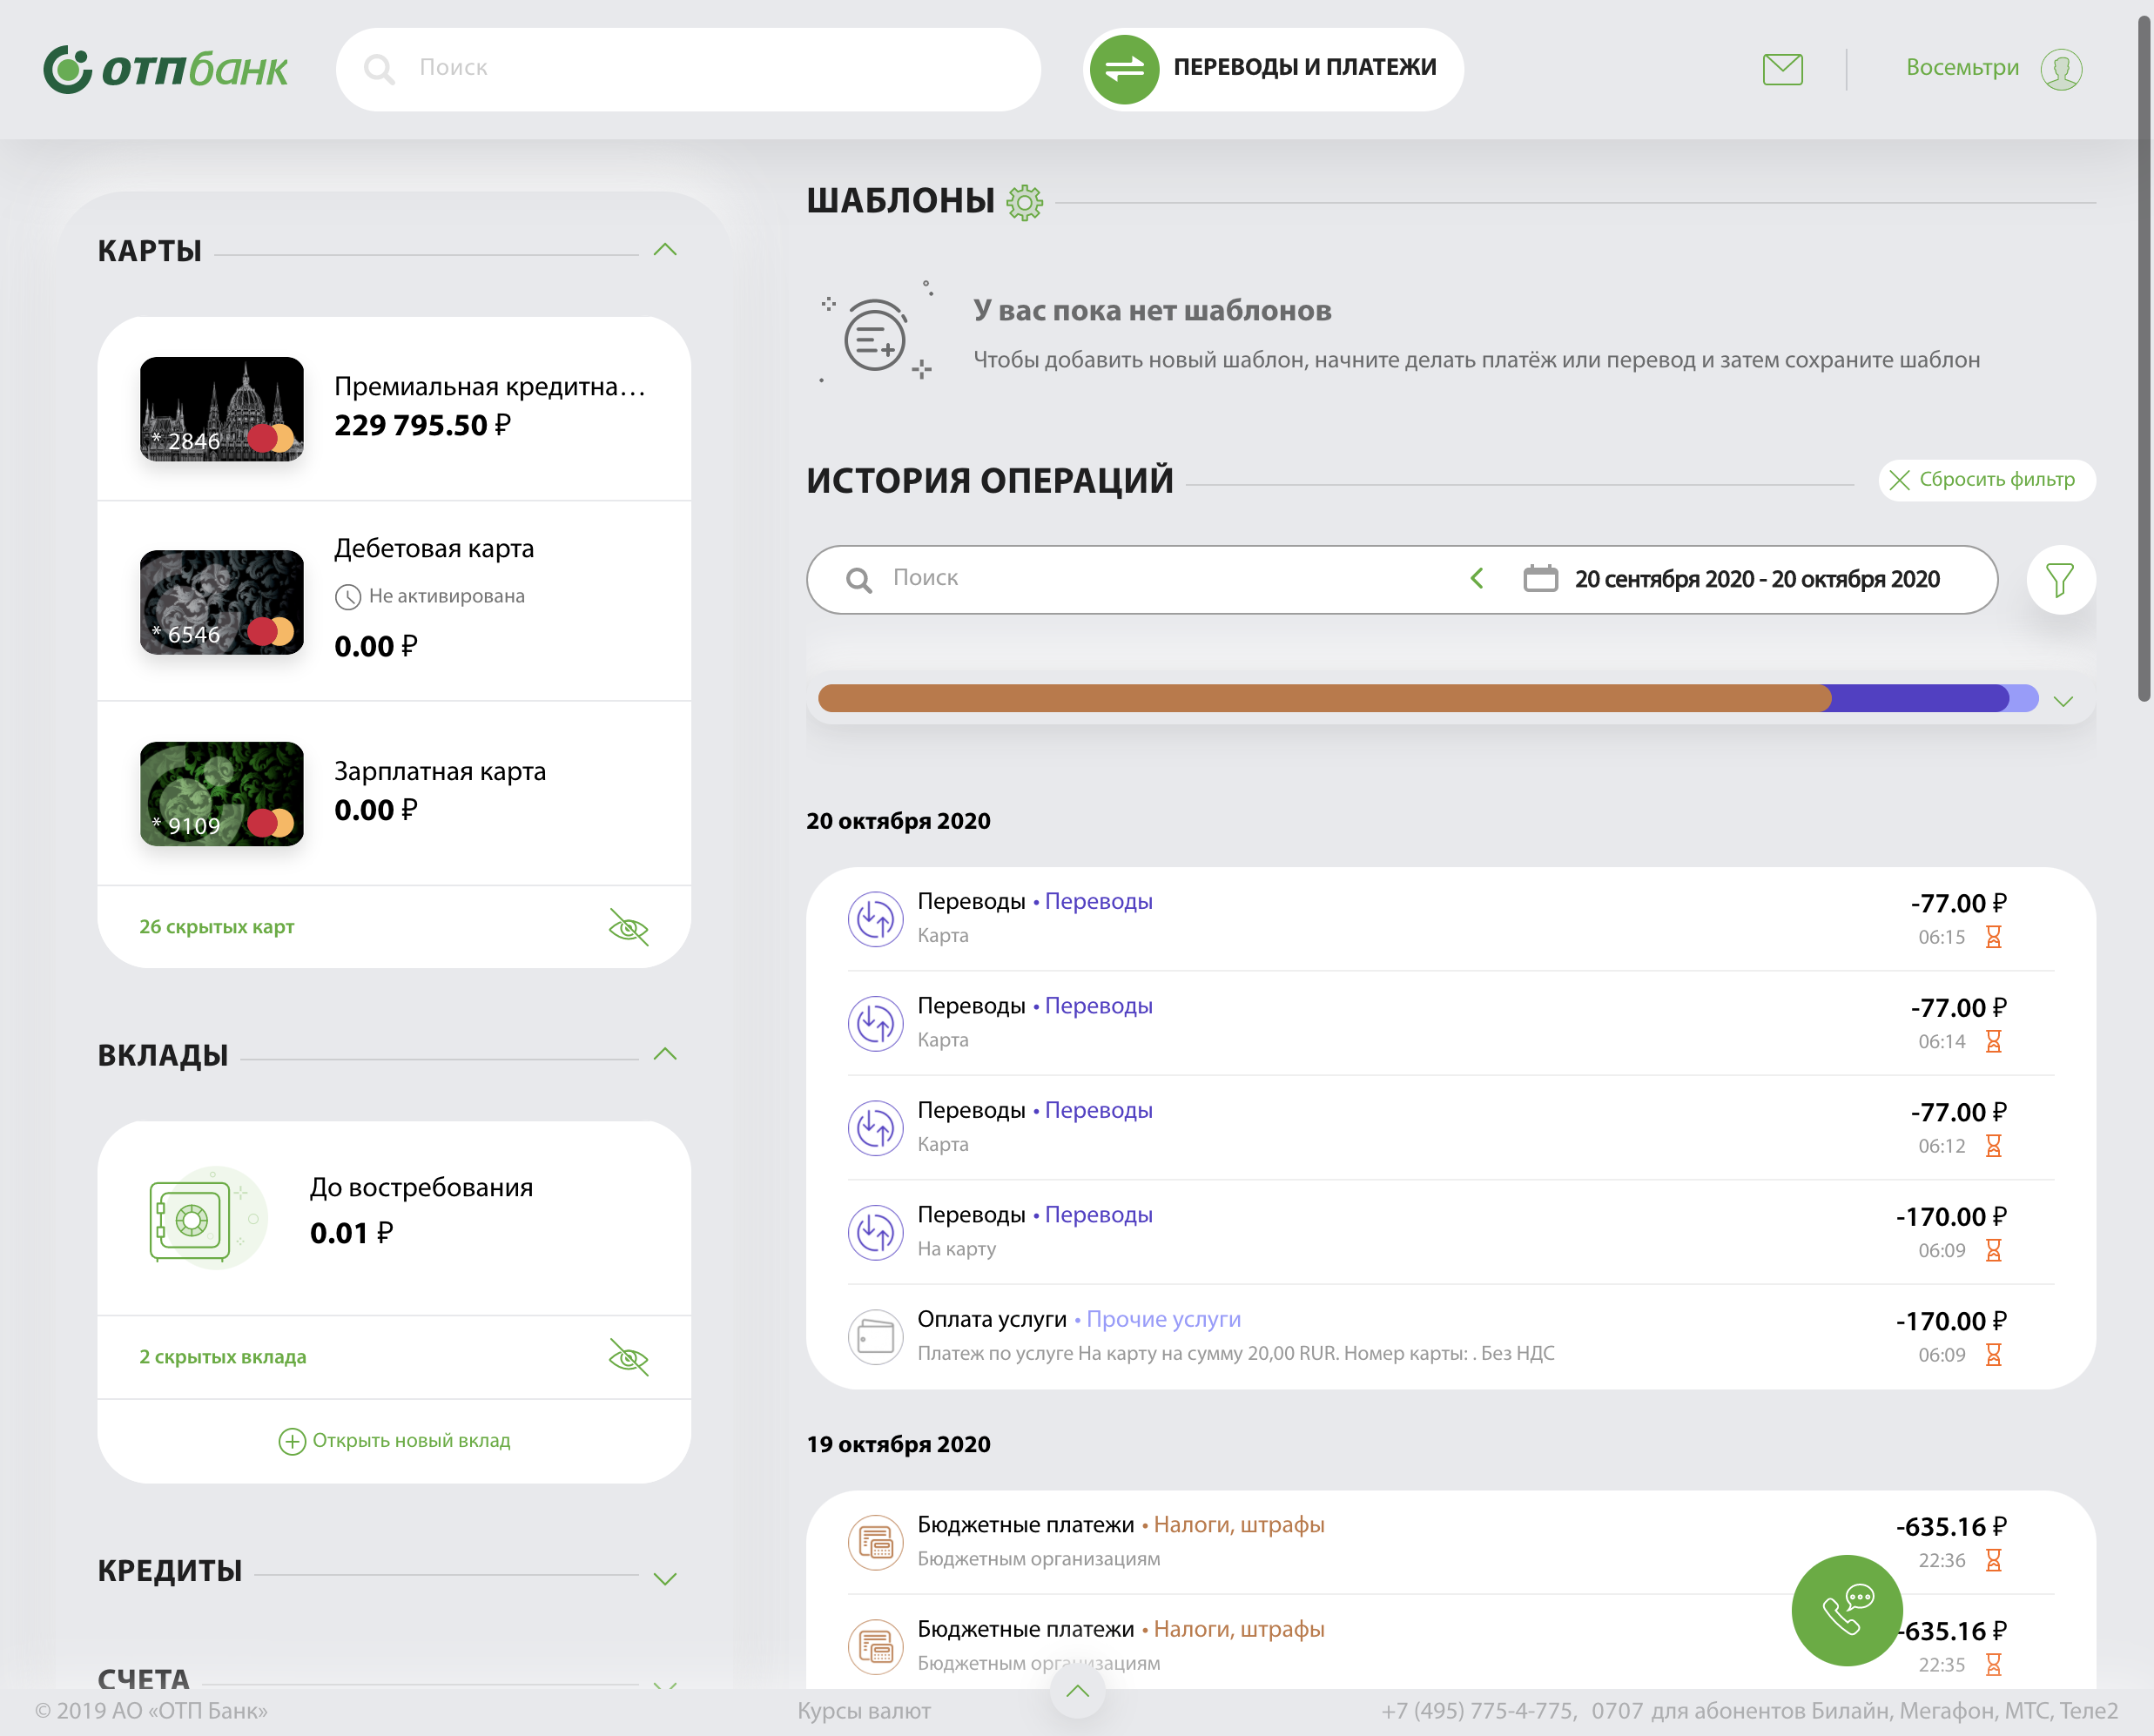 отпбанк
Поиск
ПЕРЕВОДЫ И ПЛАТЕЖИ
Восемьтри
КАРТЫ
* 2846
Премиальная кредитна...
229 795.50 ₽
* 6546
Дебетовая карта
Не активирована
0.00 ₽
* 9109
Зарплатная карта
0.00 ₽
26 скрытых карт
ВКЛАДЫ
До востребования
0.01 ₽
2 скрытых вклада
Открыть новый вклад
КРЕДИТЫ
СЧЕТА
ШАБЛОНЫ
У вас пока нет шаблонов
Чтобы добавить новый шаблон, начните делать платёж или перевод и затем сохраните шаблон
ИСТОРИЯ ОПЕРАЦИЙ
Сбросить фильтр
Поиск
20 сентября 2020 - 20 октября 2020
20 октября 2020
Переводы • Переводы
-77.00 ₽
Карта
06:15
Переводы • Переводы
-77.00 ₽
Карта
06:14
Переводы • Переводы
-77.00 ₽
Карта
06:12
Переводы • Переводы
-170.00 ₽
На карту
06:09
Оплата услуги • Прочие услуги
-170.00 ₽
Платеж по услуге На карту на сумму 20,00 RUR. Номер карты: . Без НДС
06:09
19 октября 2020
Бюджетные платежи • Налоги, штрафы
-635.16 ₽
Бюджетным организациям
22:36
Бюджетные платежи • Налоги, штрафы
-635.16 ₽
Бюджетным организациям
22:35
© 2019 АО «ОТП Банк»
Курсы валют
+7 (495) 775-4-775, 0707 для абонентов Билайн, Мегафон, МТС, Теле2